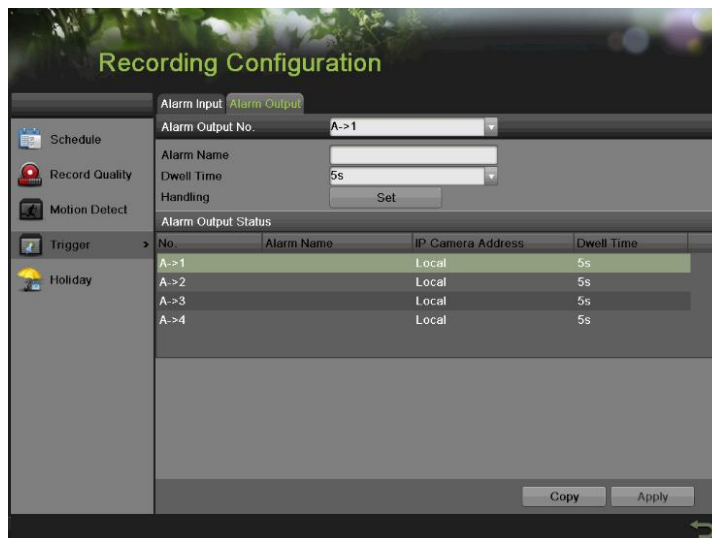 Recording Configuration
Alarm Input Alarm Output
Alarm Output No. A->1
Schedule
Alarm Name
Record Quality
Dwell Time 5s
Handling Set
Motion Detect
Alarm Output Status
Trigger
No. Alarm Name IP Camera Address Dwell Time
A->1 Local 5s
Holiday
A->2 Local 5s
A->3 Local 5s
A->4 Local 5s
Copy Apply